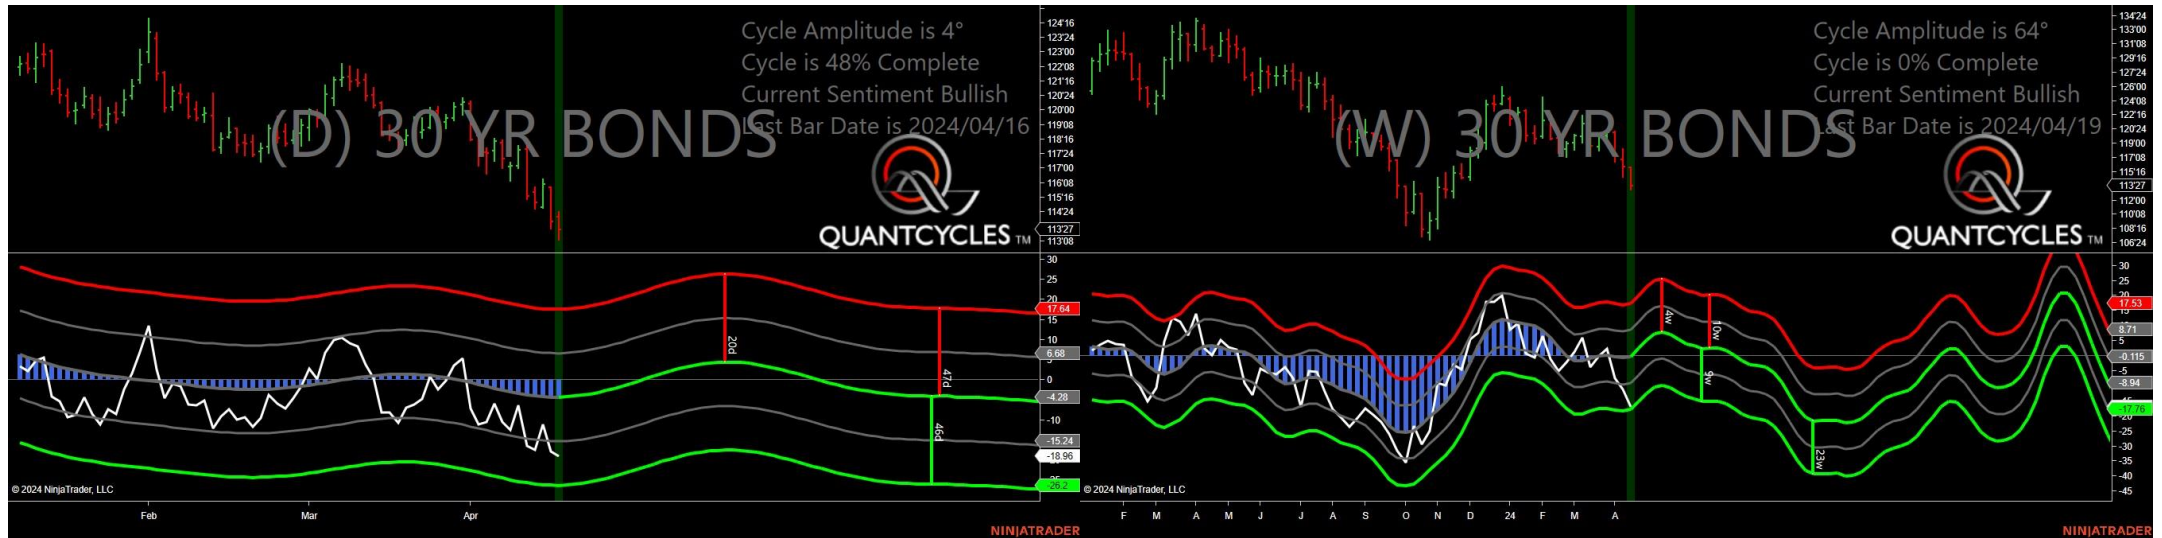 Cycle Amplitude is 4°
Cycle is 48% Complete
Current Sentiment Bullish
Last Bar Date is 2024/04/16
(D) 30 YR BONDS
QUANTCYCLES TM
124'16
123'24
123'00
122'08
121'16
120'24
120'00
119'08
118'16
117'24
117'00
116'08
115'16
114'24
113'27
113'08
30
25
20
17.64
15
6.68
0
-4.28
-10
-15.24
-18.96
-26.2
20d
47d
46d
© 2024 NinjaTrader, LLC
Feb Mar Apr
NINJATRADER
Cycle Amplitude is 64°
Cycle is 0% Complete
Current Sentiment Bullish
Last Bar Date is 2024/04/19
(W) 30 YR BONDS
QUANTCYCLES TM
134'24
133'00
131'08
129'16
127'24
126'00
124'08
122'16
120'24
119'00
117'08
115'16
113'27
112'00
110'08
108'16
106'24
30
25
17.53
8.71
5
-0.115
-5
-8.94
-17.76
-25
-30
-35
-40
-45
4w
10w
9w
23w
© 2024 NinjaTrader, LLC
F M A M J J A S O N D 24 F M A
NINJATRADER